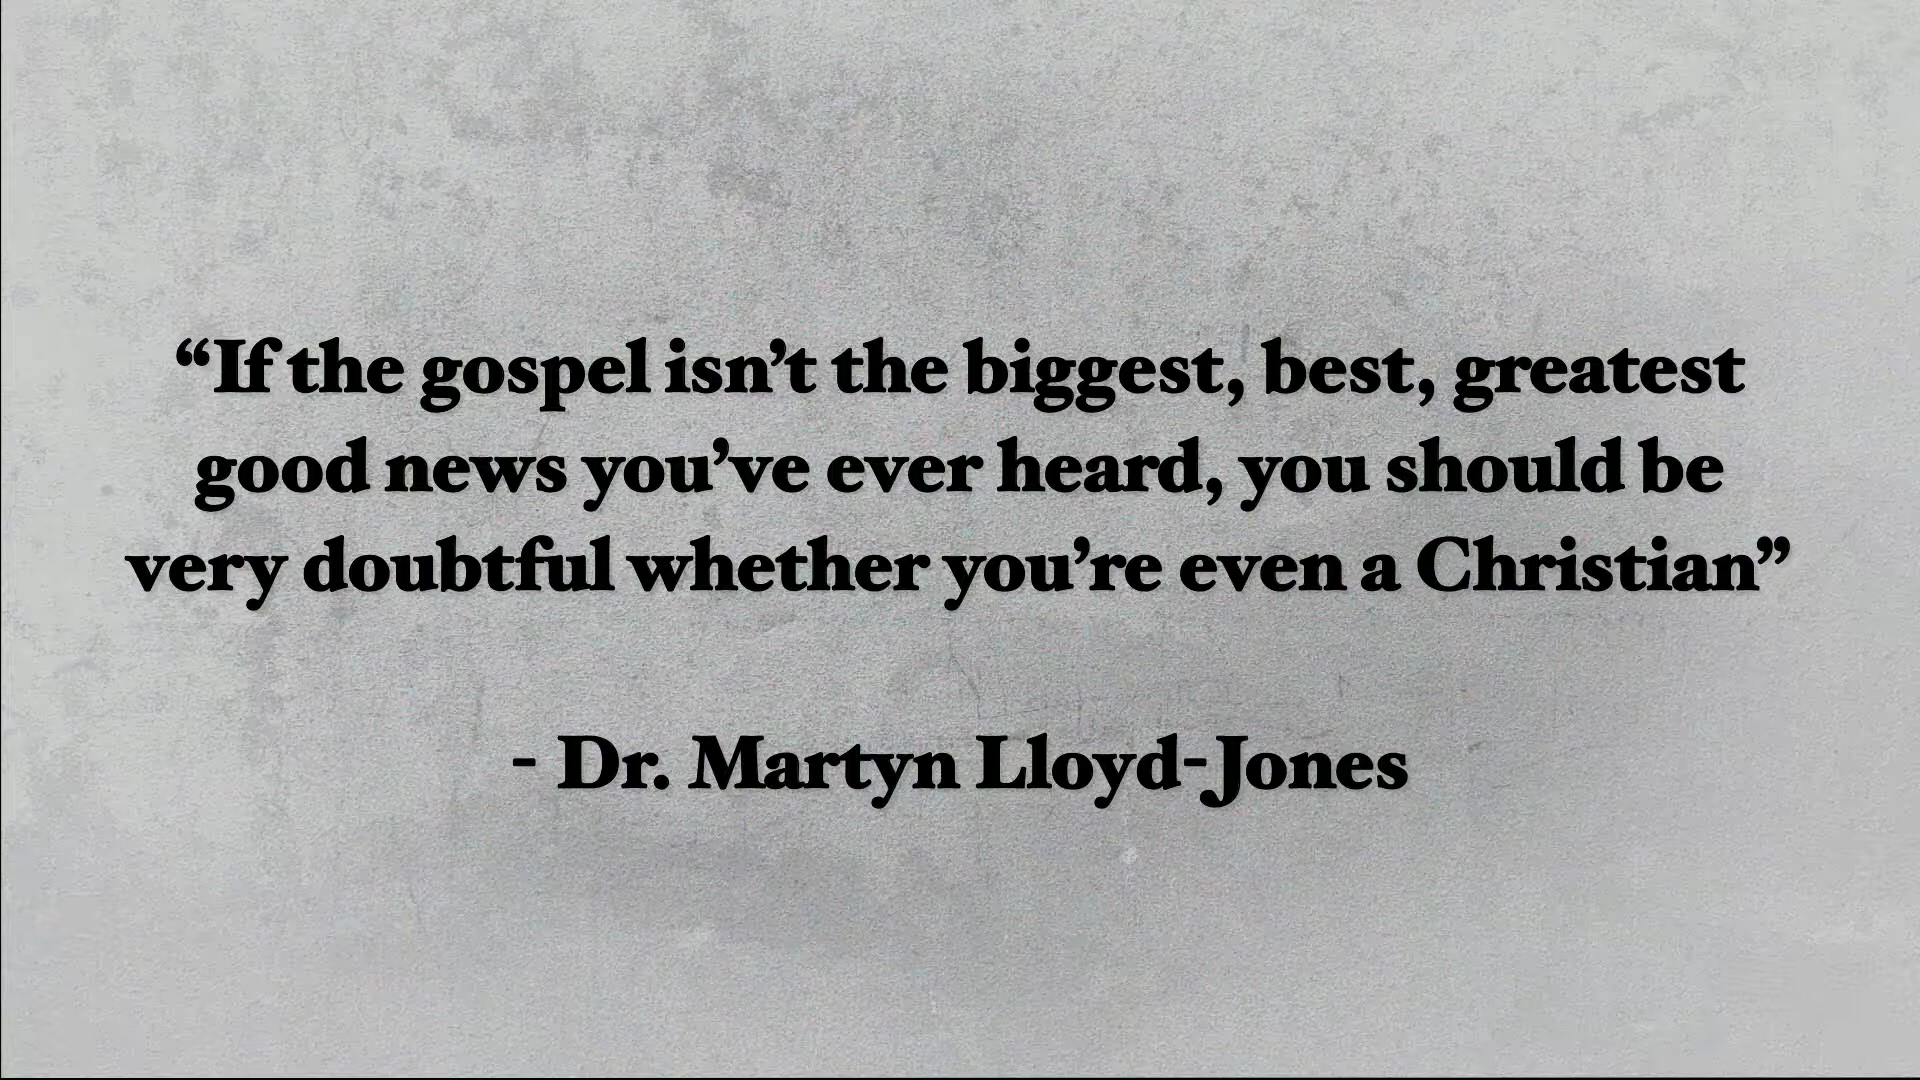 “If the gospel isn’t the biggest, best, greatest
good news you’ve ever heard, you should be
very doubtful whether you’re even a Christian”
- Dr. Martyn Lloyd-Jones